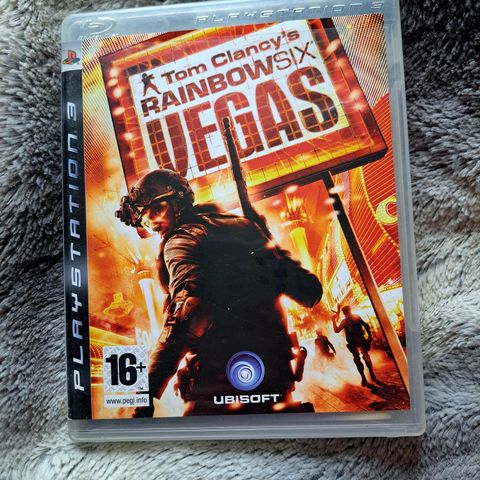 PLAYSTATION 3
PLAYSTATION 3
Tom Clancy's
RAINBOWSIX
VEGAS
16+
www.pegi.info
UBISOFT